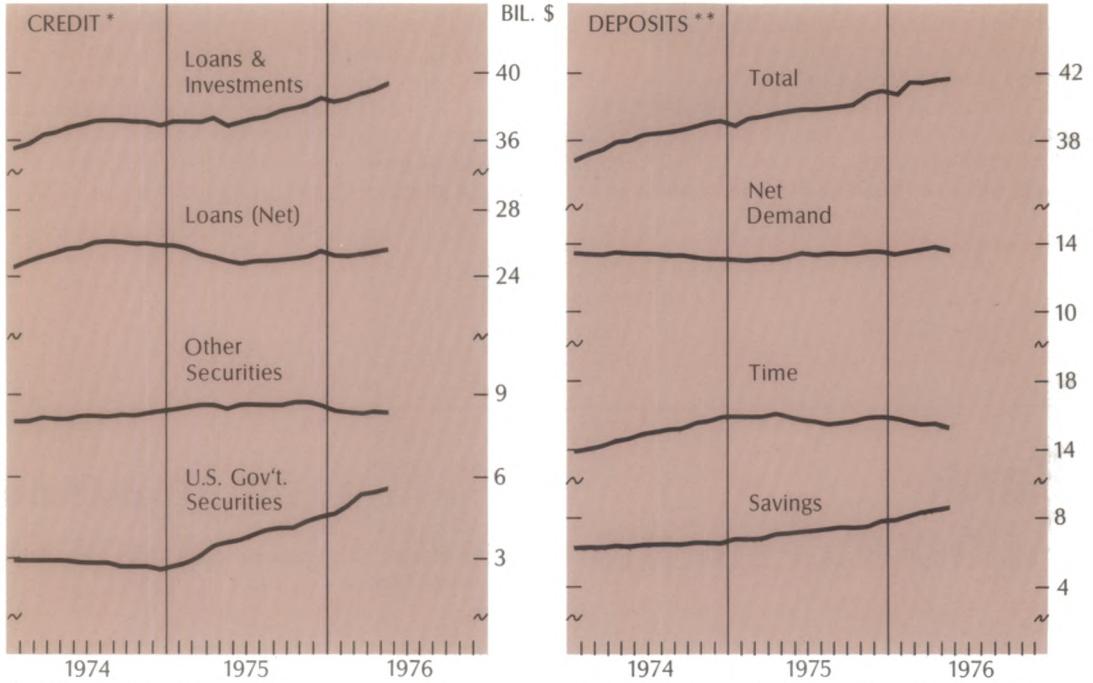 CREDIT *
BIL. $
Loans &
Investments
40
36
Loans (Net)
28
24
Other
Securities
9
6
U.S. Gov't.
Securities
3
1974 1975 1976
DEPOSITS **
Total
42
38
Net
Demand
14
10
Time
18
14
Savings
8
4
1974 1975 1976